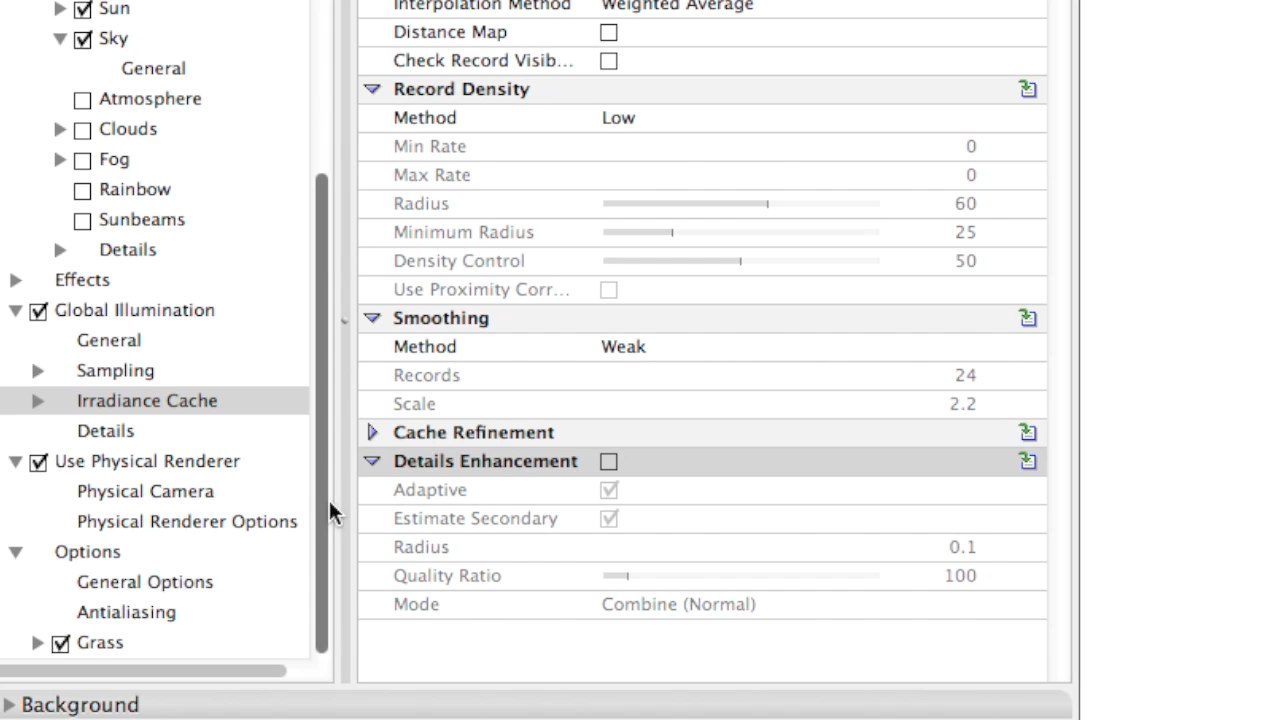 Sun
Sky
General
Atmosphere
Clouds
Fog
Rainbow
Sunbeams
Details
Effects
Global Illumination
General
Sampling
Irradiance Cache
Details
Use Physical Renderer
Physical Camera
Physical Renderer Options
Options
General Options
Antialiasing
Grass
Interpolation Method Weighted Average
Distance Map
Check Record Visib...
Record Density
Method Low
Min Rate 0
Max Rate 0
Radius 60
Minimum Radius 25
Density Control 50
Use Proximity Corr...
Smoothing
Method Weak
Records 24
Scale 2.2
Cache Refinement
Details Enhancement
Adaptive
Estimate Secondary
Radius 0.1
Quality Ratio 100
Mode Combine (Normal)
Background